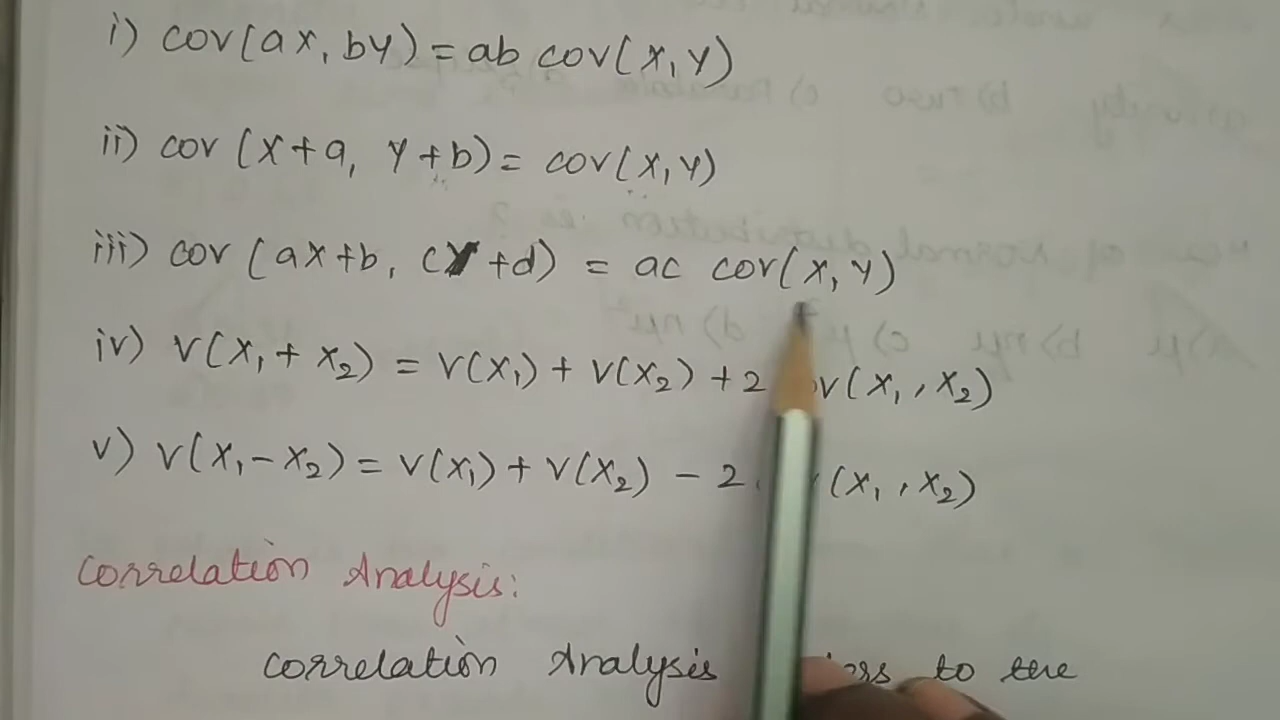 i) cov(ax, by) = ab cov(x, y)
ii) cov (x+a, y+b) = cov(x, y)
iii) cov (ax+b, cy+d) = ac cov(x, y)
iv) v(x₁ + x₂) = v(x₁) + v(x₂) + 2 v(x₁, x₂)
v) v(x₁ - x₂) = v(x₁) + v(x₂) - 2. (x₁, x₂)
correlation Analysis:
correlation Analysis to the